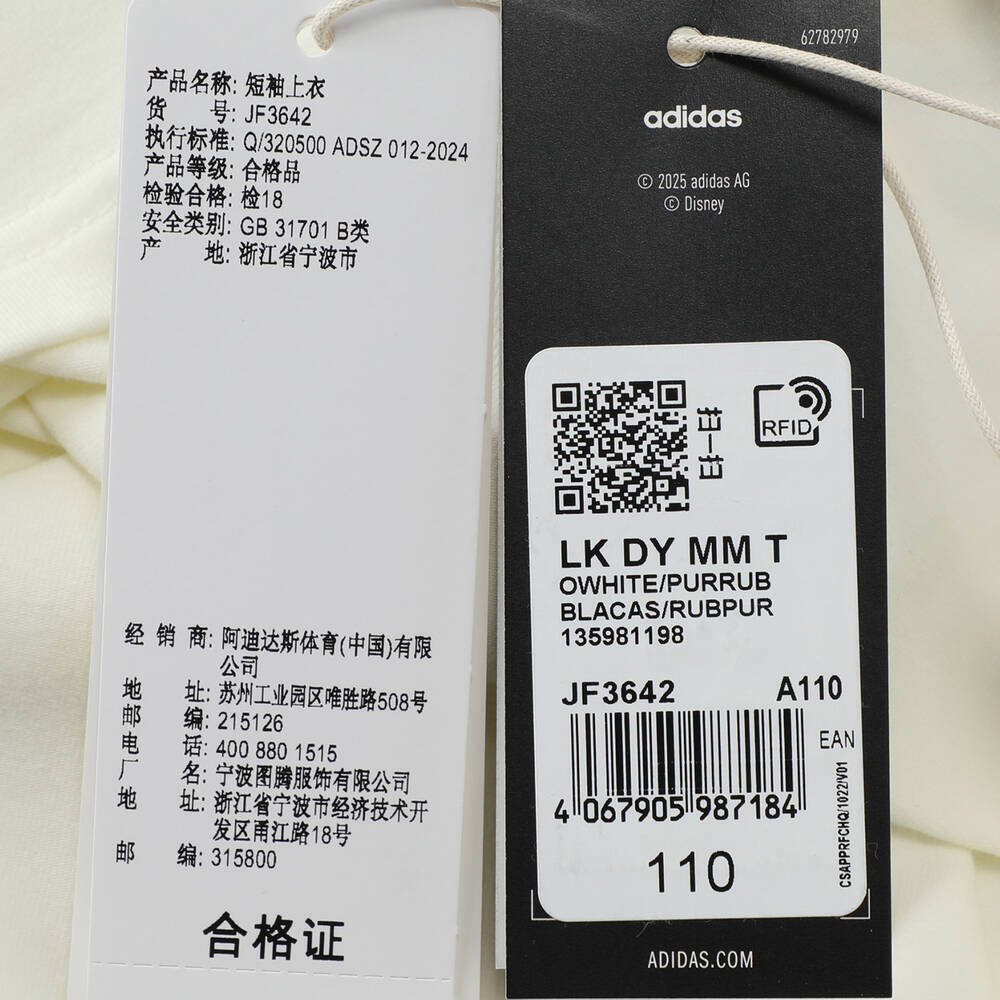 产品名称: 短袖上衣
货 号: JF3642
执行标准: Q/320500 ADSZ 012-2024
产品等级: 合格品
检验合格: 检18
安全类别: GB 31701 B类
产 地: 浙江省宁波市
经 销 商: 阿迪达斯体育(中国)有限
公司
地 址: 苏州工业园区唯胜路508号
邮 编: 215126
电 话: 400 880 1515
厂 名: 宁波图腾服饰有限公司
地 址: 浙江省宁波市经济技术开
发区甬江路18号
邮 编: 315800
合格证
62782979
adidas
© 2025 adidas AG
© Disney
扫一扫
RFID
LK DY MM T
OWHITE/PURRUB
BLACAS/RUBPUR
135981198
JF3642 A110
EAN
4 067905 987184
110
CSAPPRFCHQ/1022/V01
ADIDAS.COM